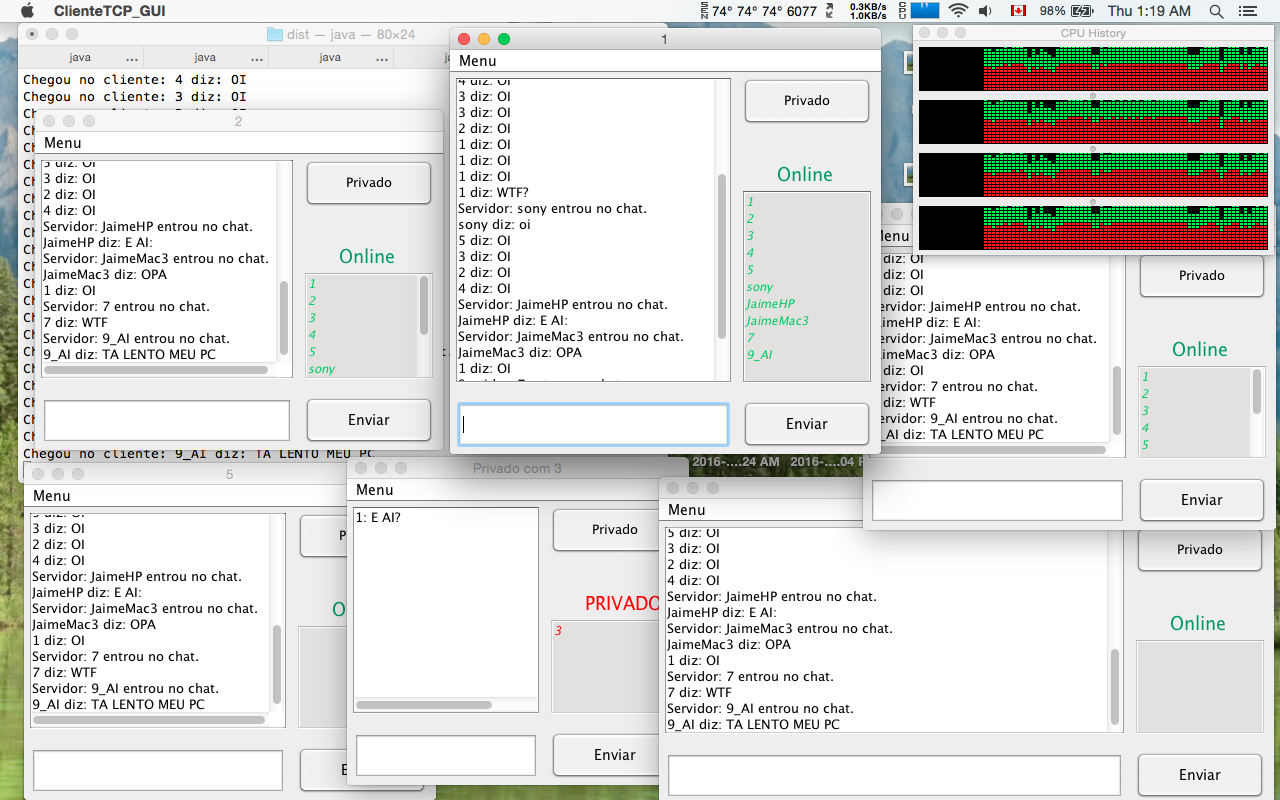 ClienteTCP_GUI
SEN 74° 74° 74° 6077
0.3KB/s
1.0KB/s
CPU
98%
Thu 1:19 AM
dist — java — 80×24
java ...
java ...
java ...
Chegou no cliente: 4 diz: OI
Chegou no cliente: 3 diz: OI
Chegou no cliente: 9_AI diz: TA LENTO MEU PC
2
Menu
3 diz: OI
3 diz: OI
2 diz: OI
4 diz: OI
Servidor: JaimeHP entrou no chat.
JaimeHP diz: E AI:
Servidor: JaimeMac3 entrou no chat.
JaimeMac3 diz: OPA
1 diz: OI
Servidor: 7 entrou no chat.
7 diz: WTF
Servidor: 9_AI entrou no chat.
9_AI diz: TA LENTO MEU PC
Privado
Online
1
2
3
4
5
sony
Enviar
1
Menu
4 diz: OI
3 diz: OI
3 diz: OI
2 diz: OI
1 diz: OI
1 diz: OI
1 diz: OI
1 diz: WTF?
Servidor: sony entrou no chat.
sony diz: oi
5 diz: OI
3 diz: OI
2 diz: OI
4 diz: OI
Servidor: JaimeHP entrou no chat.
JaimeHP diz: E AI:
Servidor: JaimeMac3 entrou no chat.
JaimeMac3 diz: OPA
1 diz: OI
Servidor: 7 entrou no chat.
Privado
Online
1
2
3
4
5
sony
JaimeHP
JaimeMac3
7
9_AI
Enviar
CPU History
Menu
diz: OI
diz: OI
diz: OI
Servidor: JaimeHP entrou no chat.
JaimeHP diz: E AI:
Servidor: JaimeMac3 entrou no chat.
JaimeMac3 diz: OPA
diz: OI
Servidor: 7 entrou no chat.
diz: WTF
Servidor: 9_AI entrou no chat.
9_AI diz: TA LENTO MEU PC
Privado
Online
1
2
3
4
5
Enviar
2016-....24 AM 2016-....04 P
5
Menu
3 diz: OI
2 diz: OI
4 diz: OI
Servidor: JaimeHP entrou no chat.
JaimeHP diz: E AI:
Servidor: JaimeMac3 entrou no chat.
JaimeMac3 diz: OPA
1 diz: OI
Servidor: 7 entrou no chat.
7 diz: WTF
Servidor: 9_AI entrou no chat.
9_AI diz: TA LENTO MEU PC
P
O
E
Privado com 3
Menu
1: E AI?
Privado
PRIVADO
3
Enviar
Menu
5 diz: OI
3 diz: OI
2 diz: OI
4 diz: OI
Servidor: JaimeHP entrou no chat.
JaimeHP diz: E AI:
Servidor: JaimeMac3 entrou no chat.
JaimeMac3 diz: OPA
1 diz: OI
Servidor: 7 entrou no chat.
7 diz: WTF
Servidor: 9_AI entrou no chat.
9_AI diz: TA LENTO MEU PC
Privado
Online
Enviar